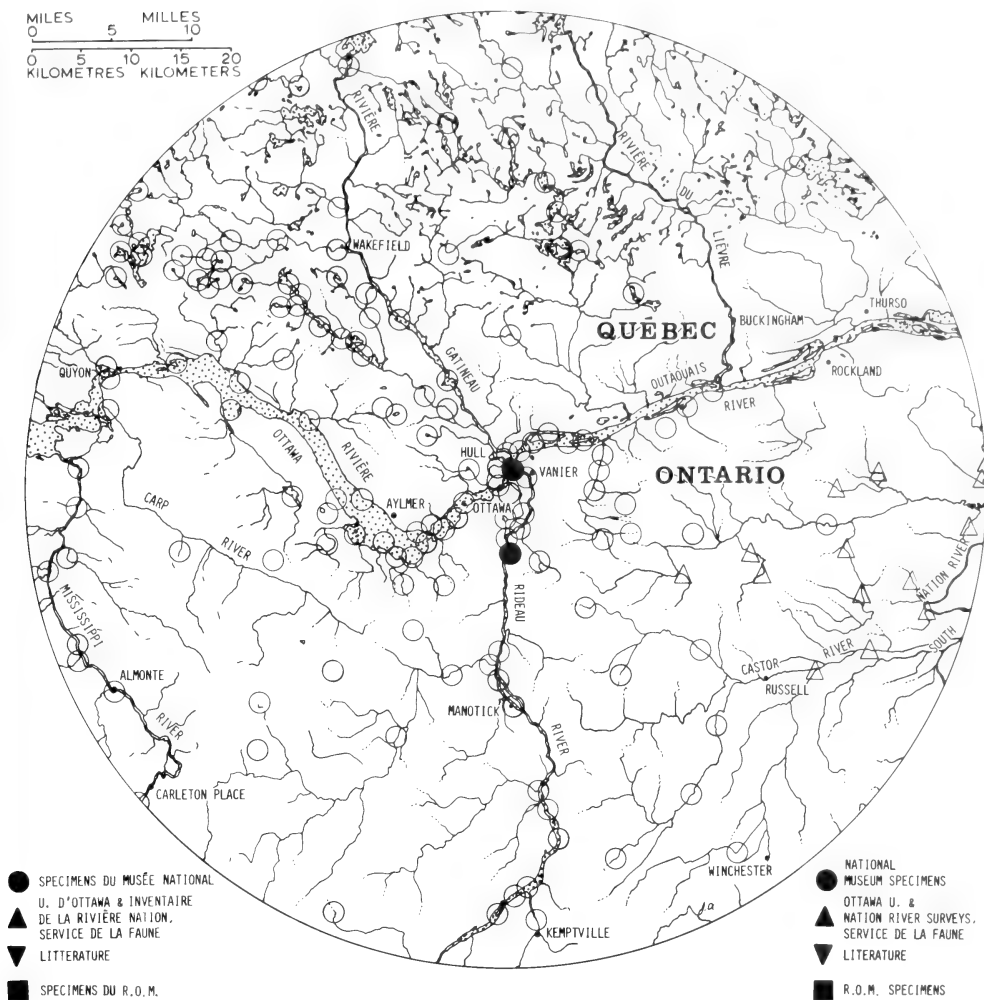 MILES MILLES
0 5 10
0 5 10 15 20
KILOMETRES KILOMETERS
RIVIÈRE
RIVIÈRE
DU
LIÈVRE
WAKEFIELD
THURSO
QUÉBEC
BUCKINGHAM
GATINEAU
QUYON
OUTAOUAIS
ROCKLAND
RIVER
OTTAWA
RIVIÈRE
HULL
VANIER
ONTARIO
CARP
RIVER
AYLMER
OTTAWA
NATION RIVER
SOUTH
MISSISSIPPI
RIDEAU
CASTOR
RIVER
RUSSELL
ALMONTE
RIVER
MANOTICK
RIVER
CARLETON PLACE
WINCHESTER
KEMPTVILLE
SPECIMENS DU MUSÉE NATIONAL
U. D'OTTAWA & INVENTAIRE
DE LA RIVIÈRE NATION,
SERVICE DE LA FAUNE
LITTERATURE
SPECIMENS DU R.O.M.
NATIONAL
MUSEUM SPECIMENS
OTTAWA U. &
NATION RIVER SURVEYS,
SERVICE DE LA FAUNE
LITERATURE
R.O.M. SPECIMENS